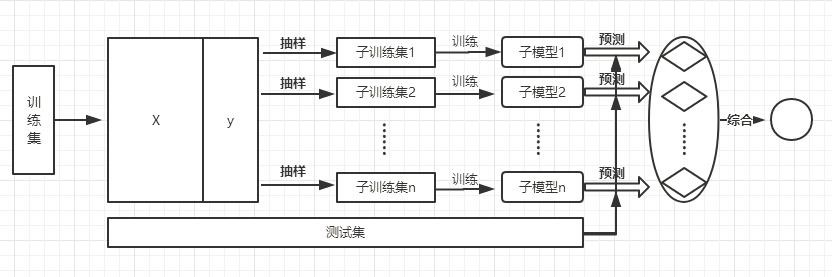 训练集
X
y
抽样
子训练集1
训练
子模型1
预测
抽样
子训练集2
训练
子模型2
预测
综合
抽样
子训练集n
训练
子模型n
预测
测试集